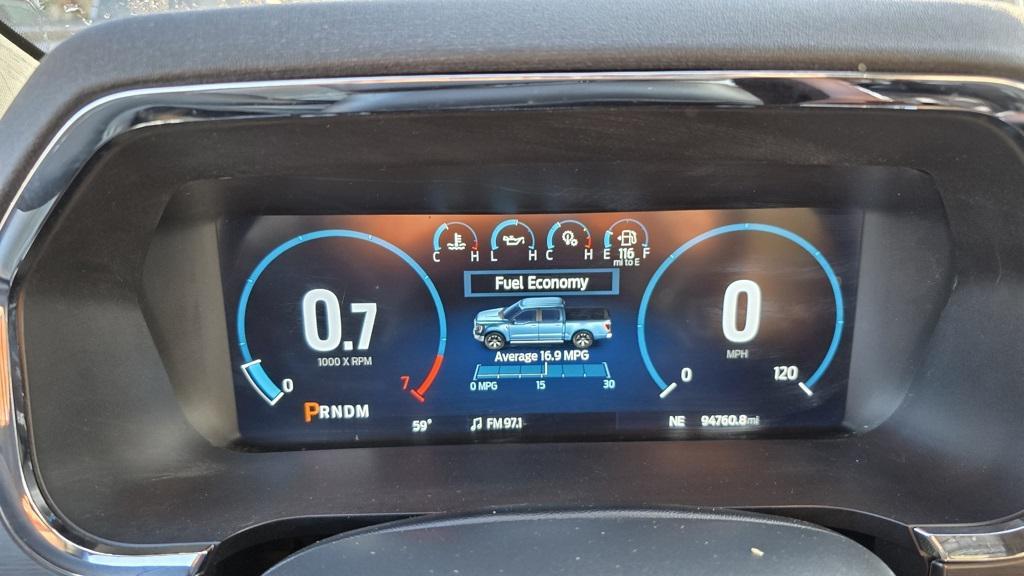 C H L H C H E 116 F
mi to E
Fuel Economy
0.7
1000 X RPM
0
MPH
Average 16.9 MPG
0 MPG 15 30
0 7
0 120
PRNDM
59° FM 97.1 NE 94760.8 mi